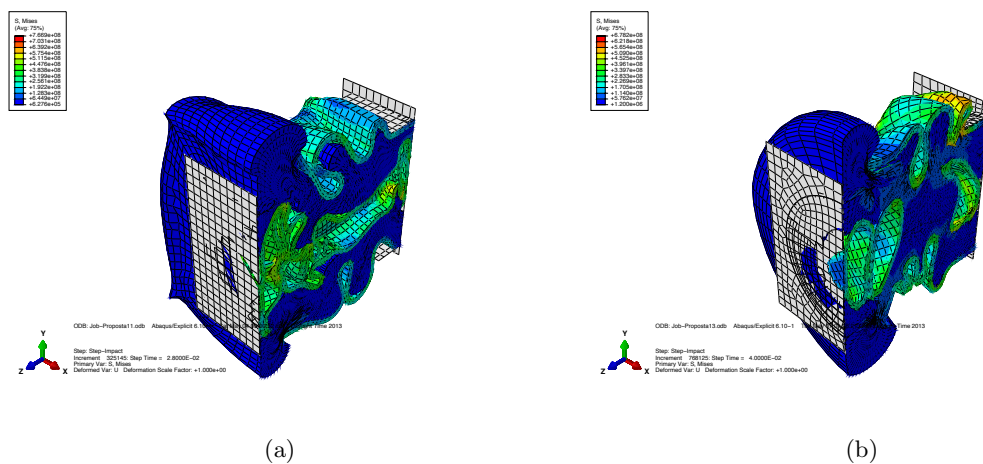 S, Mises
(Avg: 75%)
+7.669e+08
+7.031e+08
+6.392e+08
+5.754e+08
+5.115e+08
+4.476e+08
+3.838e+08
+3.199e+08
+2.561e+08
+1.922e+08
+1.283e+08
+6.449e+07
+6.276e+05
Y
Z
X
ODB: Job-Proposta11.odb Abaqus/Explicit 6.10 Time 2013
Step: Step-Impact
Increment 325145: Step Time = 2.8000E-02
Primary Var: S, Mises
Deformed Var: U Deformation Scale Factor: +1.000e+00
(a)
S, Mises
(Avg: 75%)
+6.782e+08
+6.218e+08
+5.654e+08
+5.090e+08
+4.525e+08
+3.961e+08
+3.397e+08
+2.833e+08
+2.269e+08
+1.705e+08
+1.140e+08
+5.762e+07
+1.200e+06
Y
Z
X
ODB: Job-Proposta13.odb Abaqus/Explicit 6.10-1 Time 2013
Step: Step-Impact
Increment 768125: Step Time = 4.0000E-02
Primary Var: S, Mises
Deformed Var: U Deformation Scale Factor: +1.000e+00
(b)